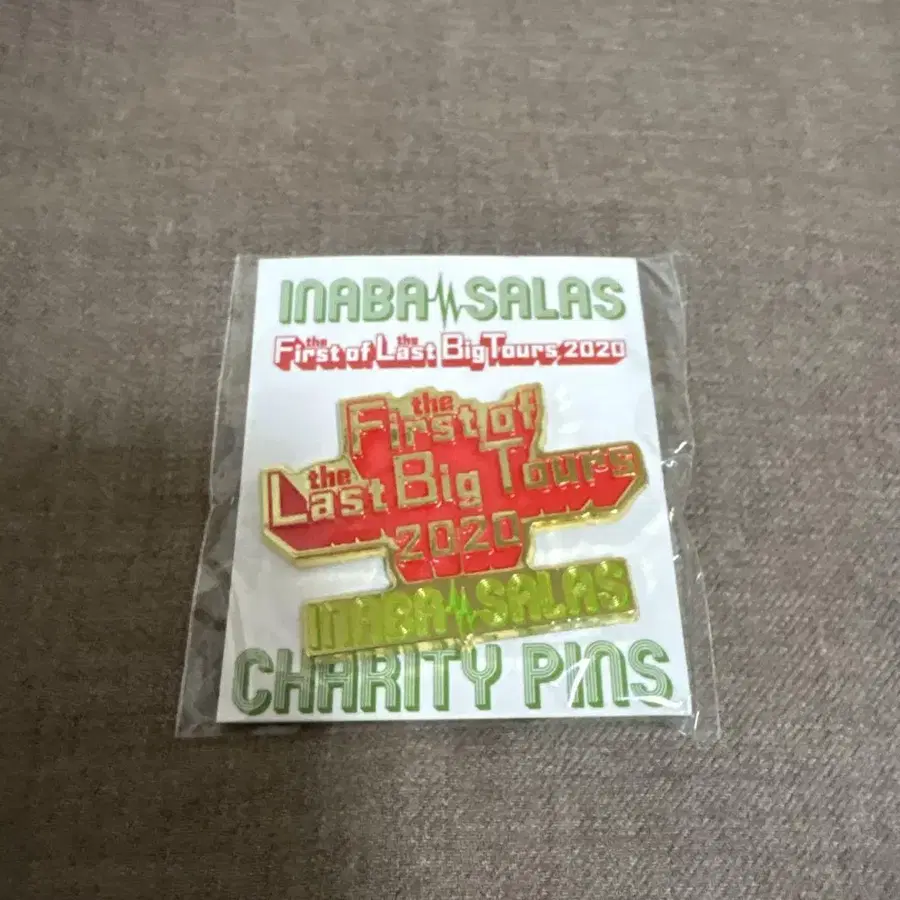 INABA SALAS
the First of the Last Big Tours 2020
the First of
the Last Big Tours
2020
INABA SALAS
CHARITY PINS